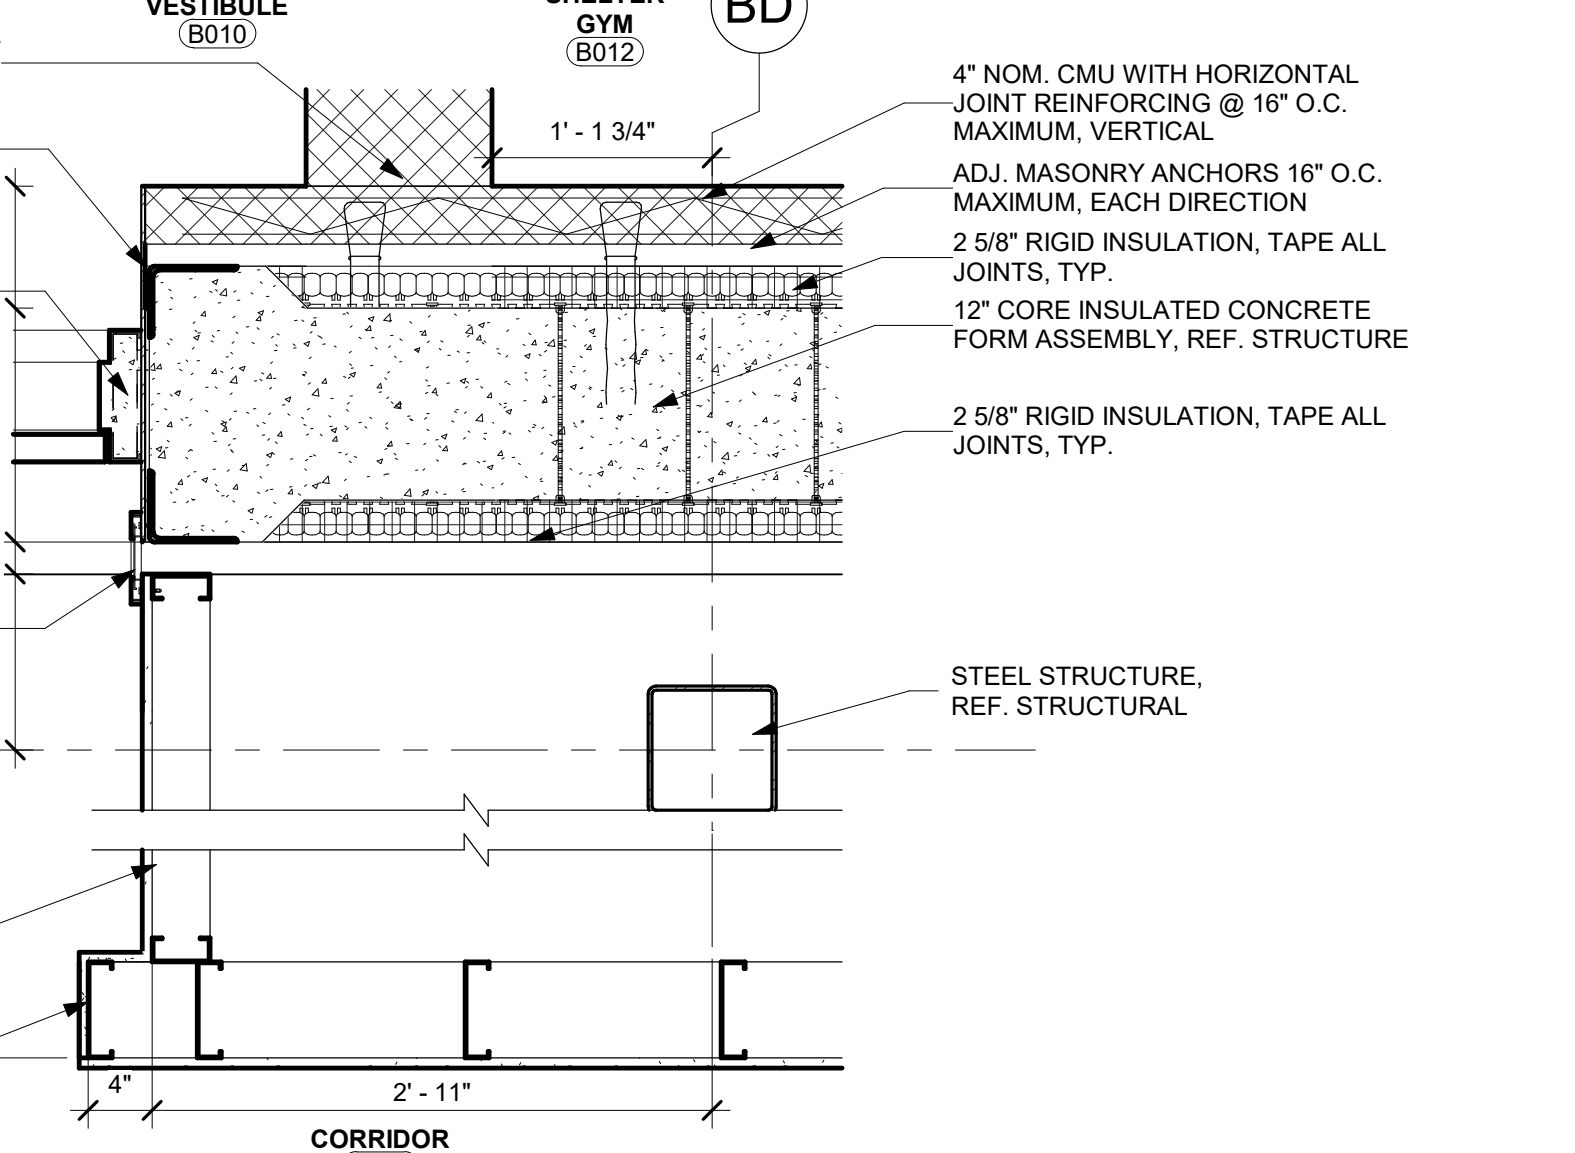 VESTIBULE
B010
SHELTER
GYM
B012
BD
1' - 1 3/4"
4" NOM. CMU WITH HORIZONTAL
JOINT REINFORCING @ 16" O.C.
MAXIMUM, VERTICAL
ADJ. MASONRY ANCHORS 16" O.C.
MAXIMUM, EACH DIRECTION
2 5/8" RIGID INSULATION, TAPE ALL
JOINTS, TYP.
12" CORE INSULATED CONCRETE
FORM ASSEMBLY, REF. STRUCTURE
2 5/8" RIGID INSULATION, TAPE ALL
JOINTS, TYP.
STEEL STRUCTURE,
REF. STRUCTURAL
4"
2' - 11"
CORRIDOR